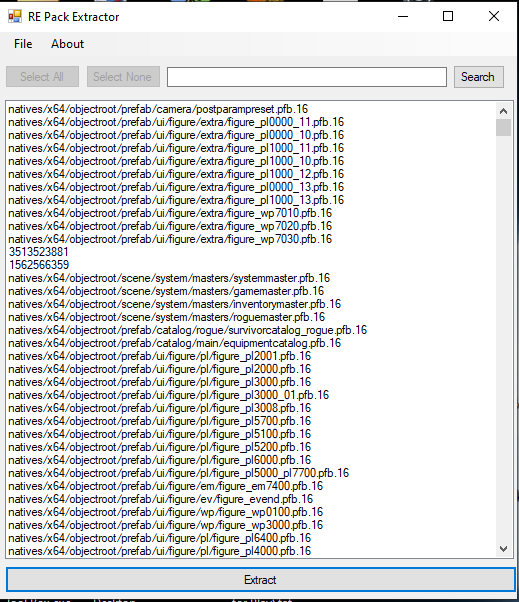 RE Pack Extractor
File About
Select All Select None Search
natives/x64/objectroot/prefab/camera/postparampreset.pfb.16
natives/x64/objectroot/prefab/ui/figure/extra/figure_pl0000_11.pfb.16
natives/x64/objectroot/prefab/ui/figure/extra/figure_pl0000_10.pfb.16
natives/x64/objectroot/prefab/ui/figure/extra/figure_pl1000_11.pfb.16
natives/x64/objectroot/prefab/ui/figure/extra/figure_pl1000_10.pfb.16
natives/x64/objectroot/prefab/ui/figure/extra/figure_pl1000_12.pfb.16
natives/x64/objectroot/prefab/ui/figure/extra/figure_pl0000_13.pfb.16
natives/x64/objectroot/prefab/ui/figure/extra/figure_pl1000_13.pfb.16
natives/x64/objectroot/prefab/ui/figure/extra/figure_wp7010.pfb.16
natives/x64/objectroot/prefab/ui/figure/extra/figure_wp7020.pfb.16
natives/x64/objectroot/prefab/ui/figure/extra/figure_wp7030.pfb.16
3513523881
1562566359
natives/x64/objectroot/scene/system/masters/systemmaster.pfb.16
natives/x64/objectroot/scene/system/masters/gamemaster.pfb.16
natives/x64/objectroot/scene/system/masters/inventorymaster.pfb.16
natives/x64/objectroot/scene/system/masters/roguemaster.pfb.16
natives/x64/objectroot/prefab/catalog/rogue/survivorcatalog_rogue.pfb.16
natives/x64/objectroot/prefab/catalog/main/equipmentcatalog.pfb.16
natives/x64/objectroot/prefab/ui/figure/pl/figure_pl2001.pfb.16
natives/x64/objectroot/prefab/ui/figure/pl/figure_pl2000.pfb.16
natives/x64/objectroot/prefab/ui/figure/pl/figure_pl3000.pfb.16
natives/x64/objectroot/prefab/ui/figure/pl/figure_pl3000_01.pfb.16
natives/x64/objectroot/prefab/ui/figure/pl/figure_pl3008.pfb.16
natives/x64/objectroot/prefab/ui/figure/pl/figure_pl5700.pfb.16
natives/x64/objectroot/prefab/ui/figure/pl/figure_pl5100.pfb.16
natives/x64/objectroot/prefab/ui/figure/pl/figure_pl5200.pfb.16
natives/x64/objectroot/prefab/ui/figure/pl/figure_pl6000.pfb.16
natives/x64/objectroot/prefab/ui/figure/pl/figure_pl5000_pl7700.pfb.16
natives/x64/objectroot/prefab/ui/figure/em/figure_em7400.pfb.16
natives/x64/objectroot/prefab/ui/figure/ev/figure_evend.pfb.16
natives/x64/objectroot/prefab/ui/figure/wp/figure_wp0100.pfb.16
natives/x64/objectroot/prefab/ui/figure/wp/figure_wp3000.pfb.16
natives/x64/objectroot/prefab/ui/figure/pl/figure_pl6400.pfb.16
natives/x64/objectroot/prefab/ui/figure/pl/figure_pl4000.pfb.16
Extract